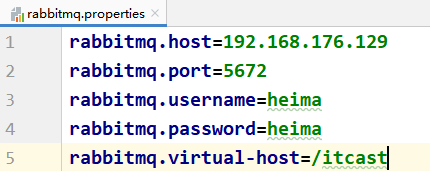 rabbitmq.properties
1 rabbitmq.host=192.168.176.129
2 rabbitmq.port=5672
3 rabbitmq.username=heima
4 rabbitmq.password=heima
5 rabbitmq.virtual-host=/itcast